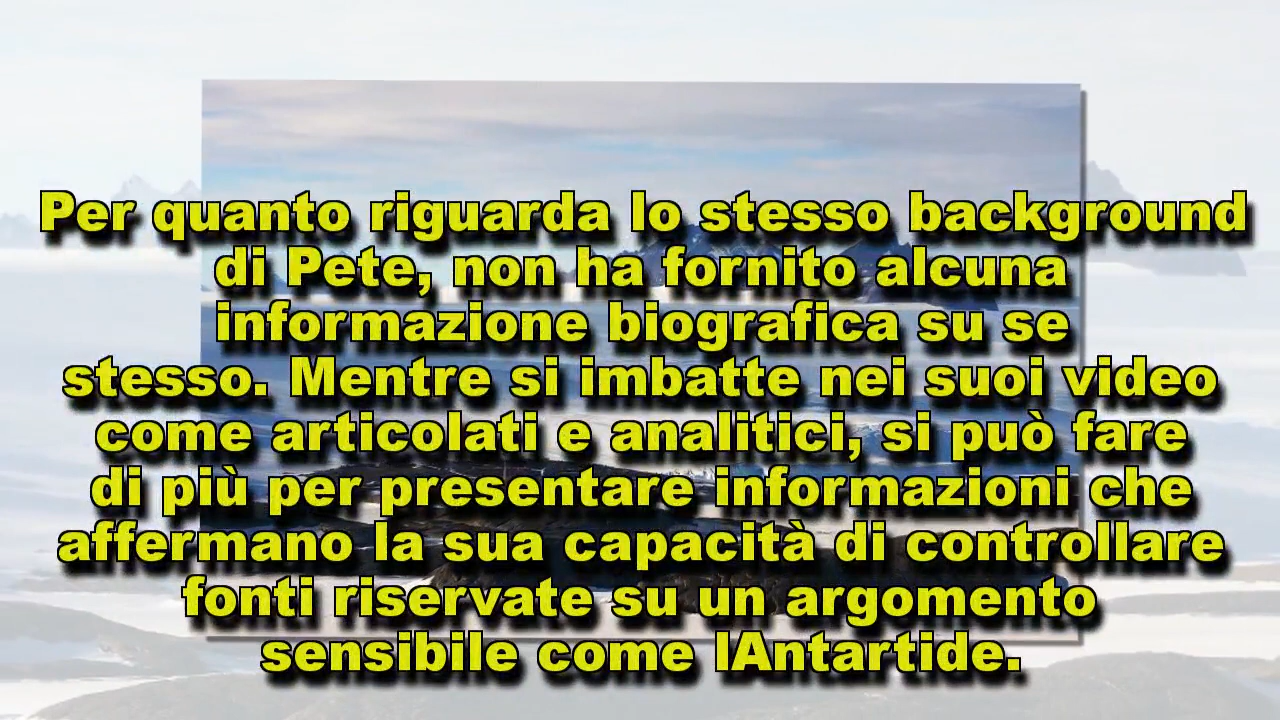 Per quanto riguarda lo stesso background
di Pete, non ha fornito alcuna
informazione biografica su se
stesso. Mentre si imbatte nei suoi video
come articolati e analitici, si può fare
di più per presentare informazioni che
affermano la sua capacità di controllare
fonti riservate su un argomento
sensibile come lAntartide.